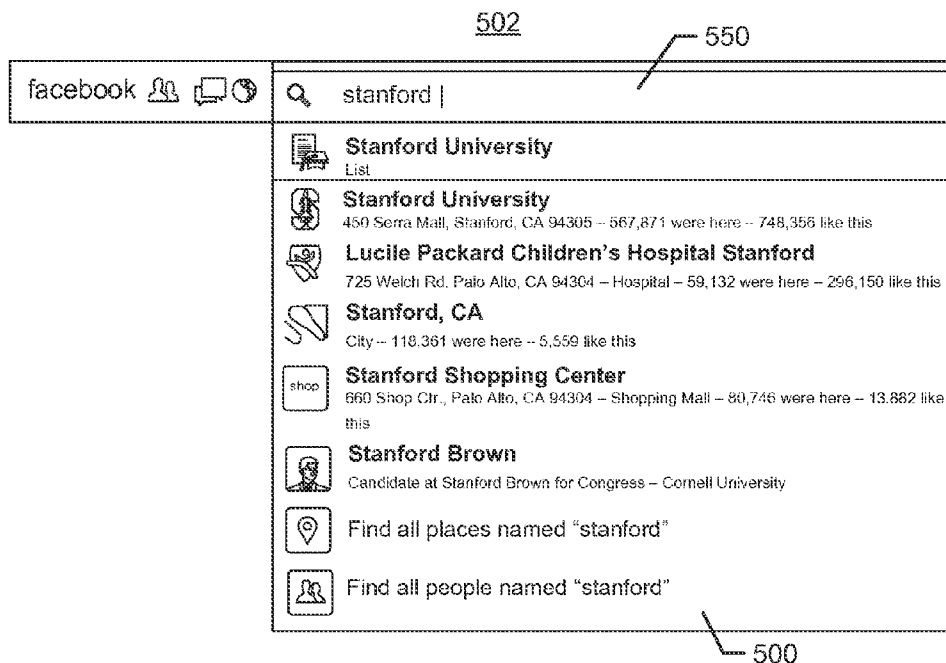 502
550
facebook
stanford
Stanford University
List
Stanford University
450 Serra Mall, Stanford, CA 94305 – 567,871 were here – 748,356 like this
Lucile Packard Children's Hospital Stanford
725 Welch Rd. Palo Alto, CA 94304 – Hospital – 59,132 were here – 296,150 like this
Stanford, CA
City – 118,361 were here – 5,559 like this
shop
Stanford Shopping Center
660 Shop Ctr., Palo Alto, CA 94304 – Shopping Mall – 80,746 were here – 13.882 like
this
Stanford Brown
Candidate at Stanford Brown for Congress – Cornell University
Find all places named “stanford”
Find all people named “stanford”
500